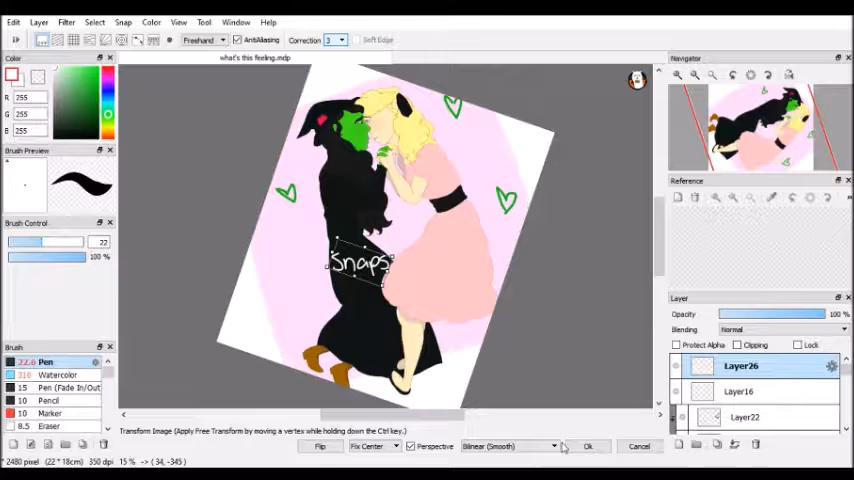 Edit Layer Filter Select Snap Color View Tool Window Help
Freehand AntiAliasing Correction 3 Soft Edge
Color
what's this feeling.mdp
Navigator
R 255
G 255
B 255
Brush Preview
Reference
Brush Control
22
100 %
snaps
Layer
Opacity 100 %
Blending Normal
Protect Alpha Clipping Lock
Layer26
Layer16
Layer22
Brush
22.0 Pen
310 Watercolor
15 Pen (Fade In/Out
10 Pencil
10 Marker
8.5 Eraser
Transform Image (Apply Free Transform by moving a vertex while holding down the Ctrl key.)
Flip Fix Center Perspective Bilinear (Smooth) Ok Cancel
* 2480 pixel (22 * 18cm) 350 dpi 15 % -> ( 34, -345)